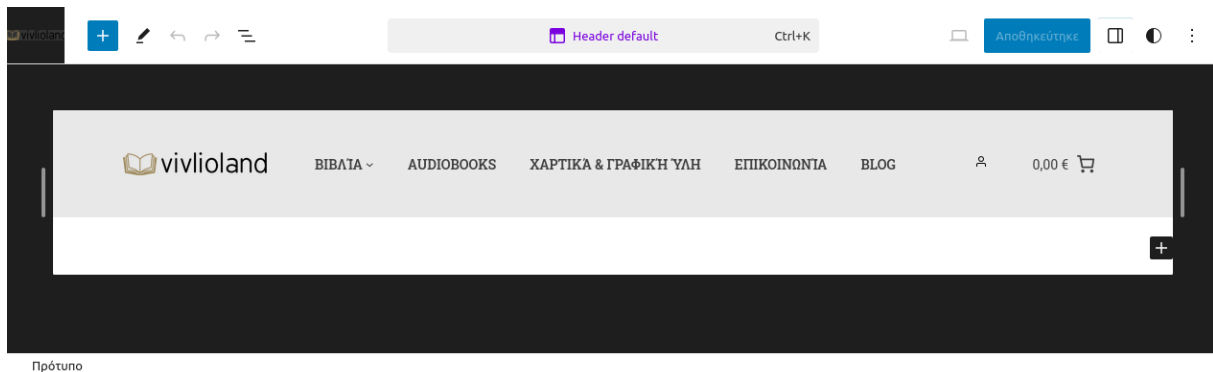 vivlioland
Header default Ctrl+K Αποθηκεύτηκε
vivlioland ΒΙΒΛΊΑ AUDIOBOOKS ΧΑΡΤΙΚΆ & ΓΡΑΦΙΚΉ ΎΛΗ ΕΠΙΚΟΙΝΩΝΊΑ BLOG 0,00 €
Πρότυπο